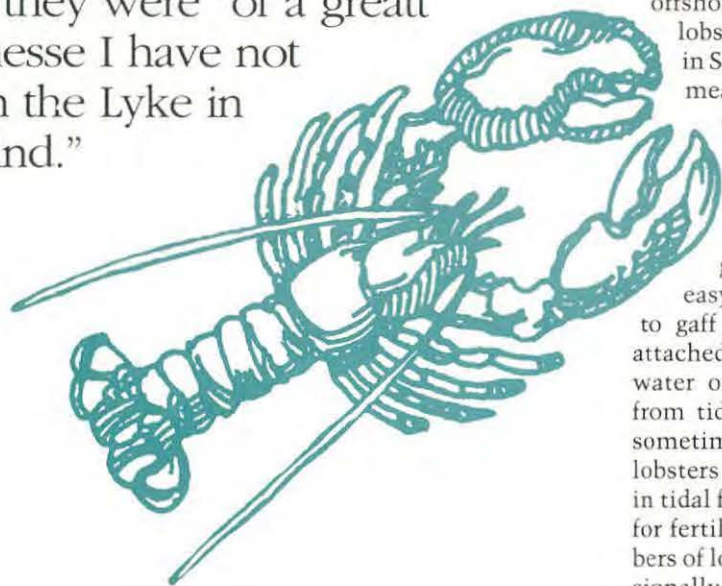 they were "of a greatt
esse I have not
the Lyke in
nd."
offsho
lobs
in S
mea
easy
to gaff
attached
water o
from tid
sometim
lobsters
in tidal f
for fertil
bers of lo